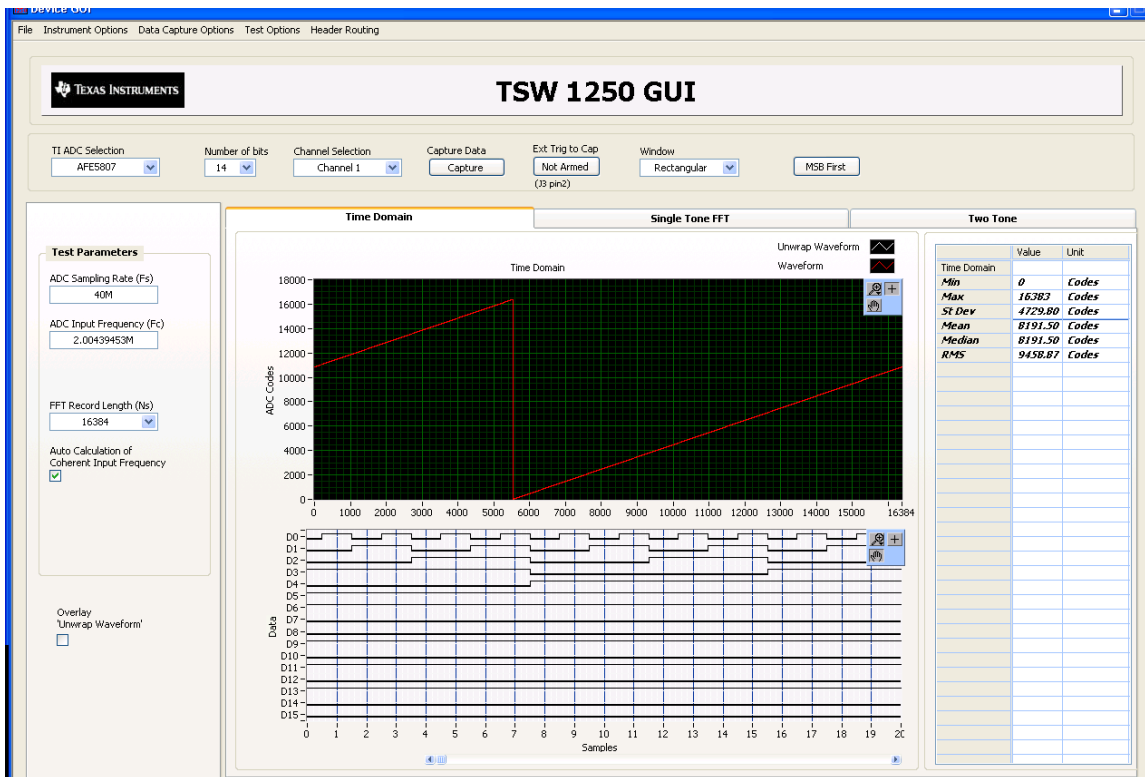 Device GUI
File Instrument Options Data Capture Options Test Options Header Routing
TEXAS INSTRUMENTS
TSW 1250 GUI
TI ADC Selection Number of bits Channel Selection Capture Data Ext Trig to Cap Window
AFE5807 14 Channel 1 Capture Not Armed Rectangular MSB First
(J3 pin2)
Time Domain Single Tone FFT Two Tone
Test Parameters
ADC Sampling Rate (Fs)
40M
ADC Input Frequency (Fc)
2.00439453M
FFT Record Length (Ns)
16384
Auto Calculation of
Coherent Input Frequency
Overlay
'Unwrap Waveform'
Unwrap Waveform
Time Domain Waveform
ADC Codes
18000
16000
14000
12000
10000
8000
6000
4000
2000
0
0 1000 2000 3000 4000 5000 6000 7000 8000 9000 10000 11000 12000 13000 14000 15000 16384
Data
D0
D1
D2
D3
D4
D5
D6
D7
D8
D9
D10
D11
D12
D13
D14
D15
0 1 2 3 4 5 6 7 8 9 10 11 12 13 14 15 16 17 18 19 20
Samples
Value Unit
Time Domain
Min 0 Codes
Max 16383 Codes
St Dev 4729.80 Codes
Mean 8191.50 Codes
Median 8191.50 Codes
RMS 9458.87 Codes